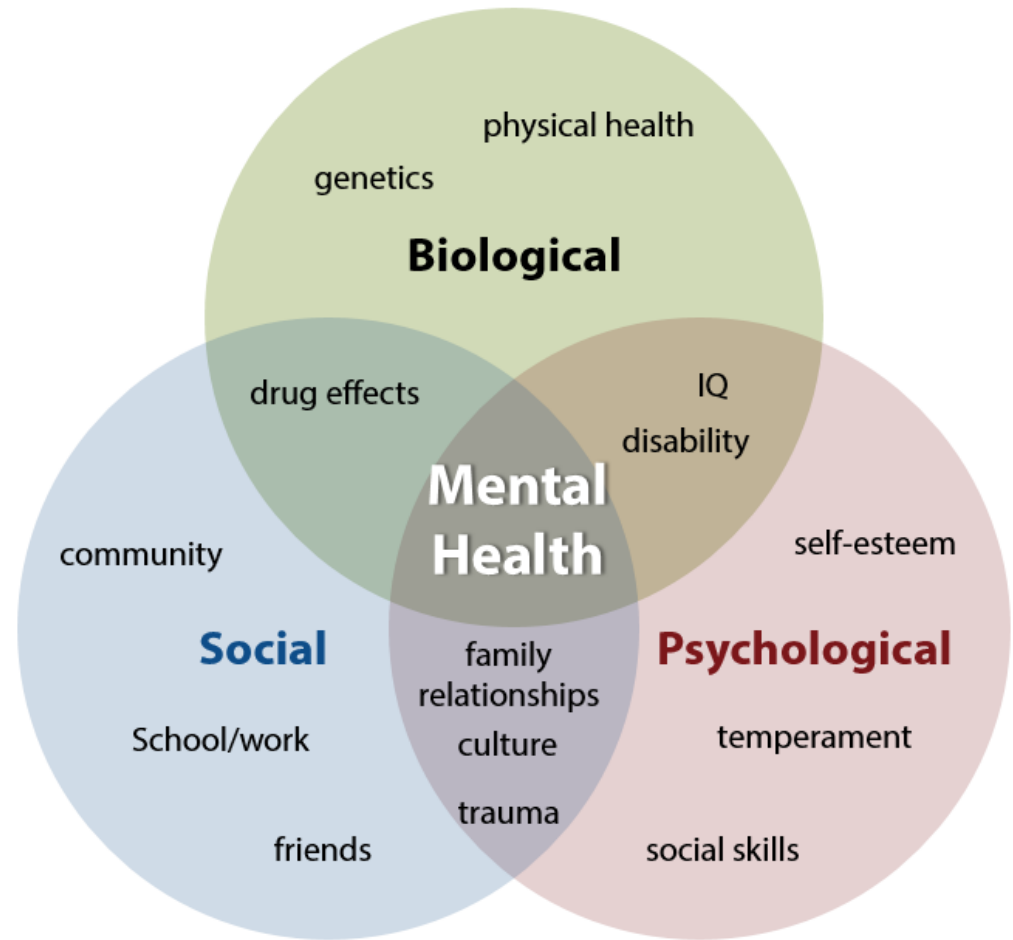 physical health
genetics
Biological
drug effects
IQ
disability
Mental
Health
community
self-esteem
Social
Psychological
family
relationships
School/work
culture
temperament
trauma
friends
social skills